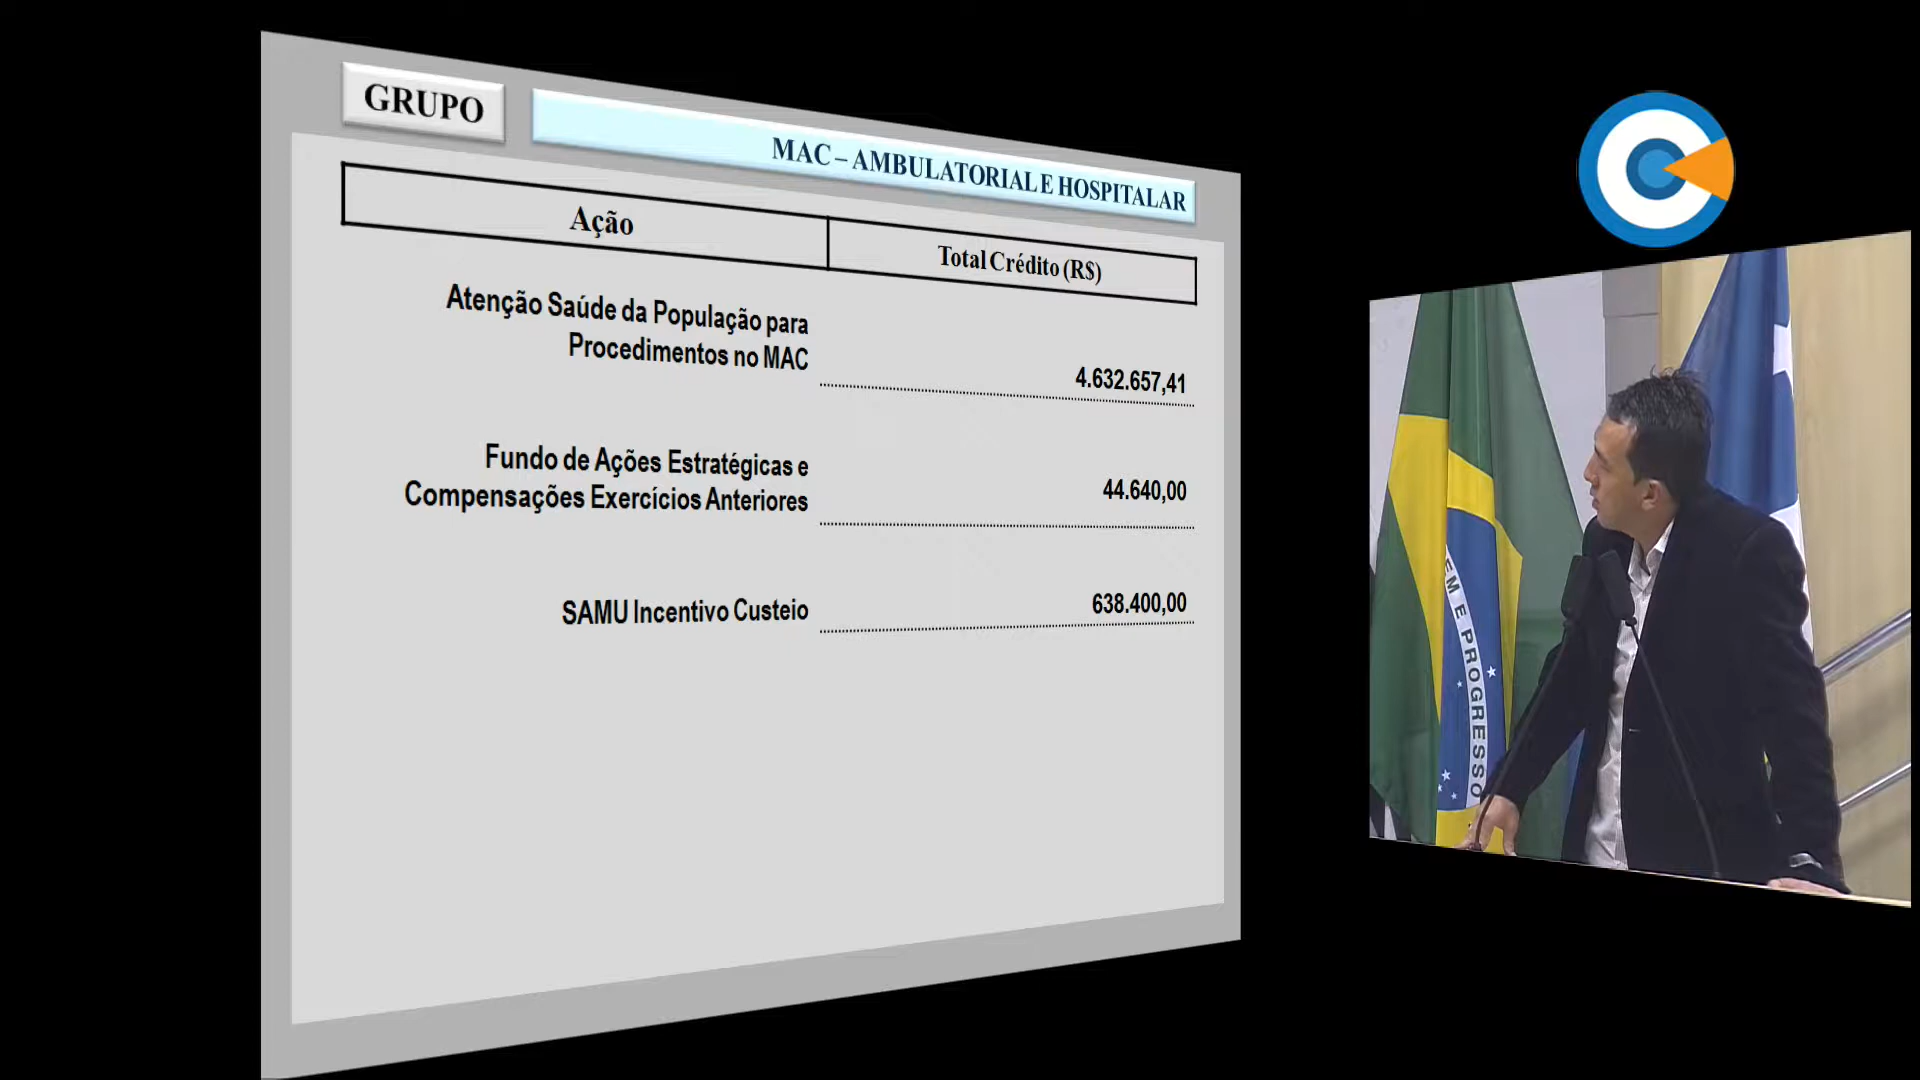 GRUPO
MAC – AMBULATORIAL E HOSPITALAR
Ação
Total Crédito (R$)
Atenção Saúde da População para
Procedimentos no MAC
4.632.657,41
Fundo de Ações Estratégicas e
Compensações Exercícios Anteriores
44.640,00
SAMU Incentivo Custeio
638.400,00
EM E PROGRESSO